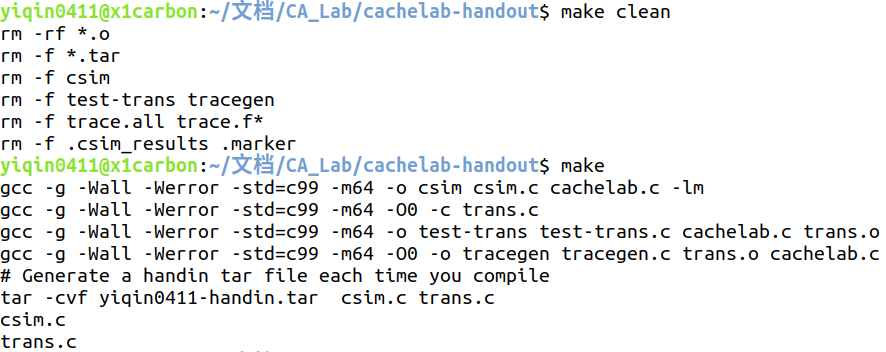 yiqin0411@x1carbon:~/文档/CA_Lab/cachelab-handout$ make clean
rm -rf *.o
rm -f *.tar
rm -f csim
rm -f test-trans tracegen
rm -f trace.all trace.f*
rm -f .csim_results .marker
yiqin0411@x1carbon:~/文档/CA_Lab/cachelab-handout$ make
gcc -g -Wall -Werror -std=c99 -m64 -o csim csim.c cachelab.c -lm
gcc -g -Wall -Werror -std=c99 -m64 -O0 -c trans.c
gcc -g -Wall -Werror -std=c99 -m64 -o test-trans test-trans.c cachelab.c trans.o
gcc -g -Wall -Werror -std=c99 -m64 -O0 -o tracegen tracegen.c trans.o cachelab.c
# Generate a handin tar file each time you compile
tar -cvf yiqin0411-handin.tar  csim.c trans.c
csim.c
trans.c